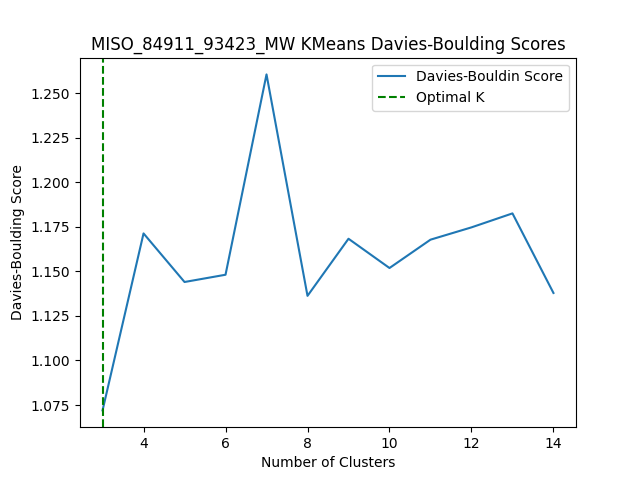 MISO_84911_93423_MW KMeans Davies-Boulding Scores
Davies-Bouldin Score
Optimal K
Davies-Boulding Score
1.250
1.225
1.200
1.175
1.150
1.125
1.100
1.075
4 6 8 10 12 14
Number of Clusters